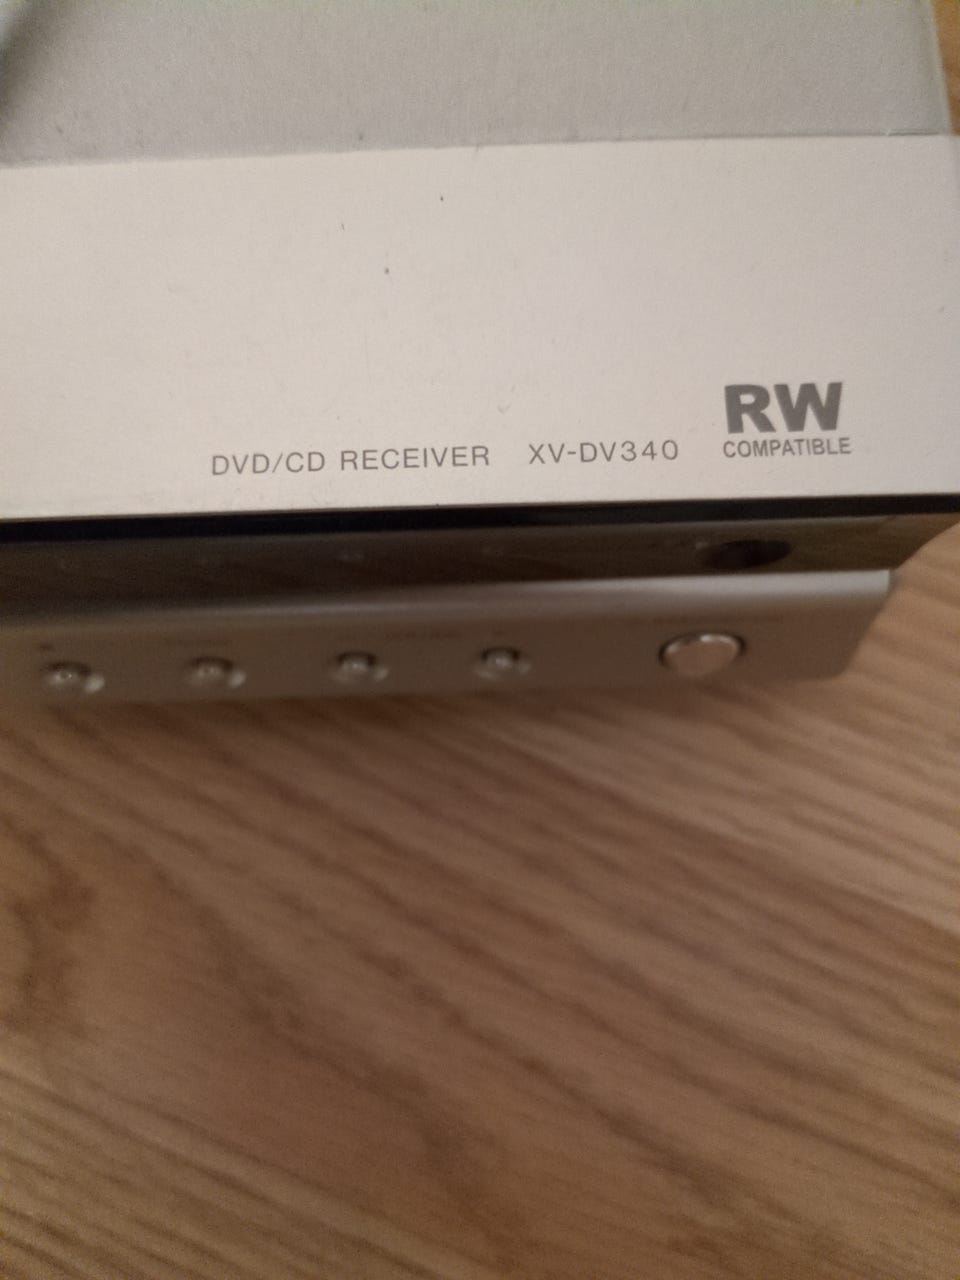 RW
DVD/CD RECEIVER XV-DV340 COMPATIBLE